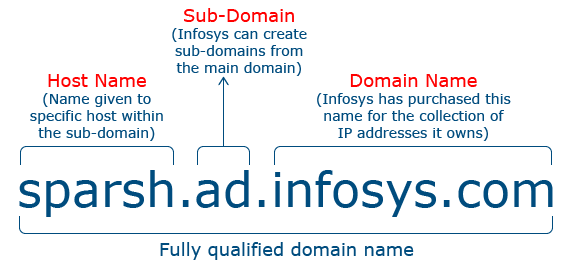 Sub-Domain
(Infosys can create
sub-domains from
the main domain)
Host Name
(Name given to
specific host within
the sub-domain)
Domain Name
(Infosys has purchased this
name for the collection of
IP addresses it owns)
sparsh.ad.infosys.com
Fully qualified domain name